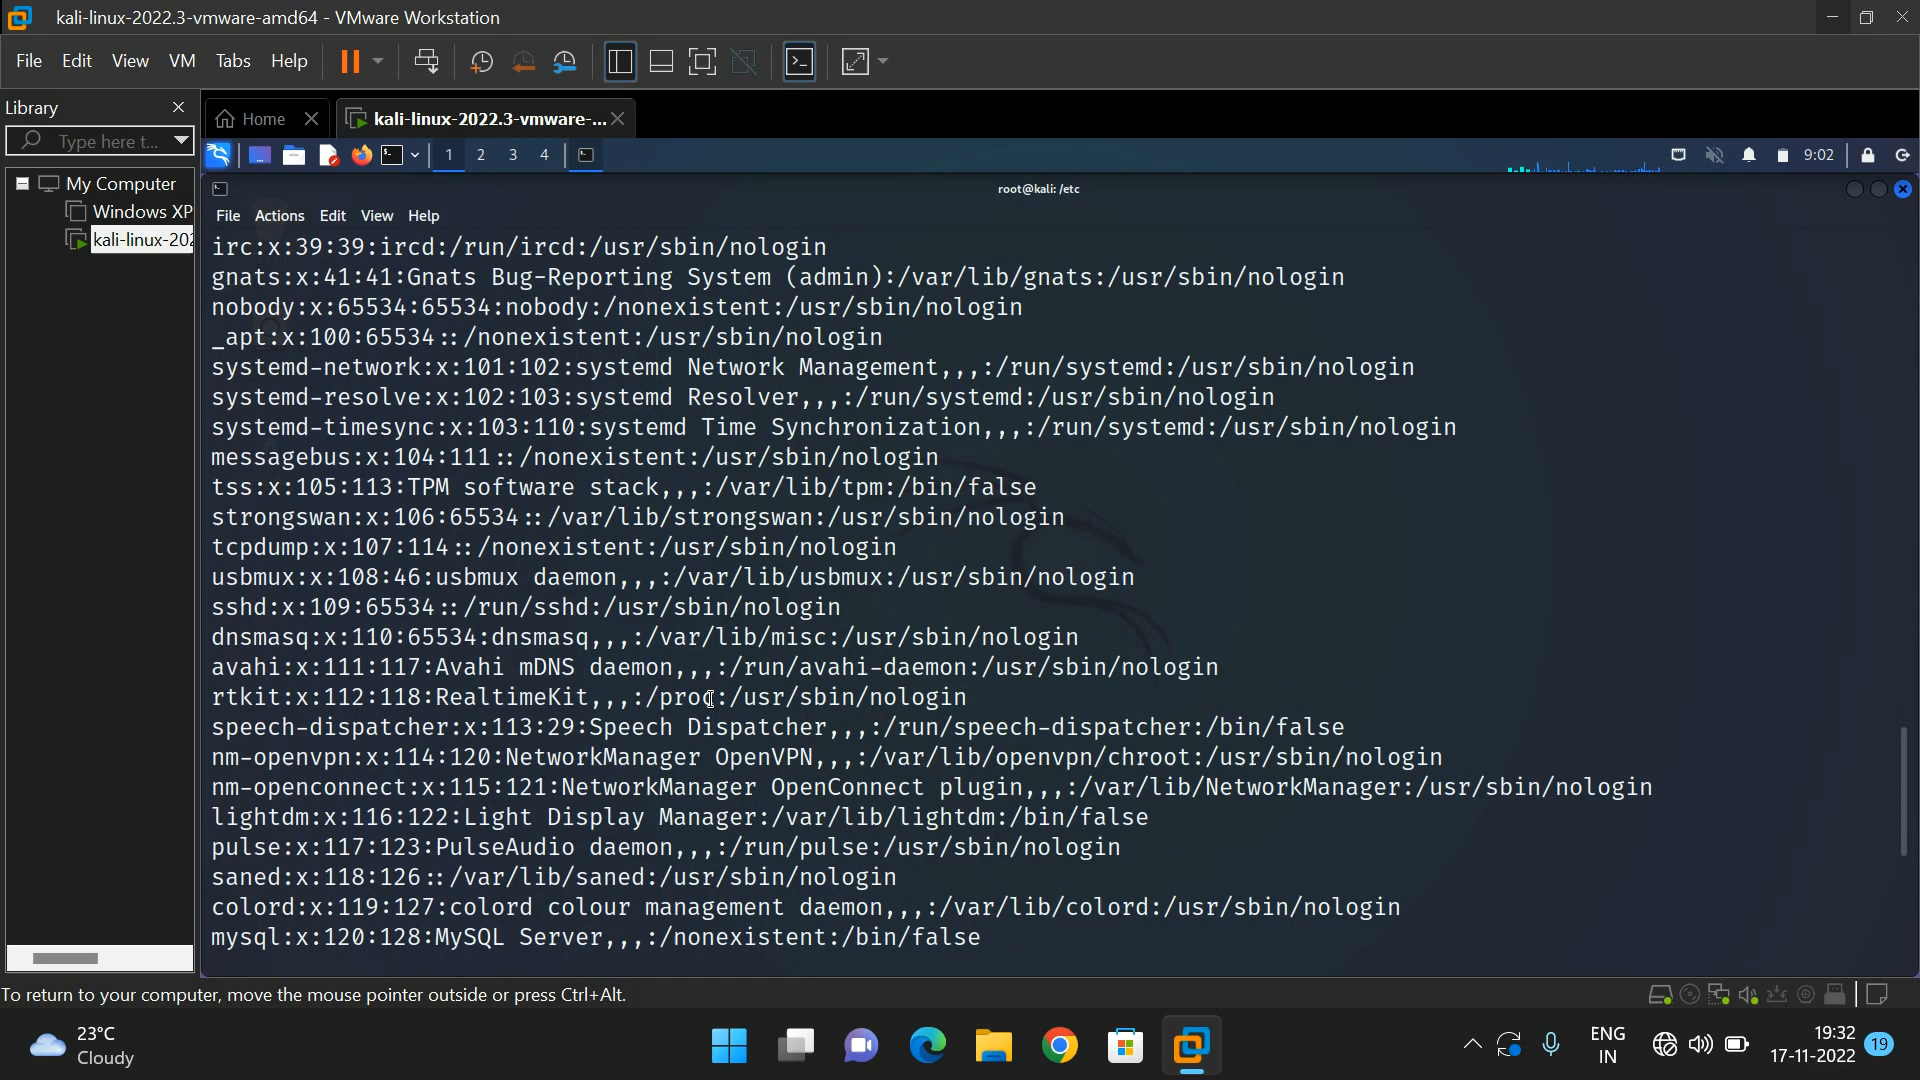 kali-linux-2022.3-vmware-amd64 - VMware Workstation
File Edit View VM Tabs Help
Library
Home
kali-linux-2022.3-vmware-...
Type here t...
1 2 3 4
9:02
My Computer
Windows XP
kali-linux-202
root@kali: /etc
File Actions Edit View Help
irc:x:39:39:ircd:/run/ircd:/usr/sbin/nologin
gnats:x:41:41:Gnats Bug-Reporting System (admin):/var/lib/gnats:/usr/sbin/nologin
nobody:x:65534:65534:nobody:/nonexistent:/usr/sbin/nologin
_apt:x:100:65534::/nonexistent:/usr/sbin/nologin
systemd-network:x:101:102:systemd Network Management,,,:/run/systemd:/usr/sbin/nologin
systemd-resolve:x:102:103:systemd Resolver,,,:/run/systemd:/usr/sbin/nologin
systemd-timesync:x:103:110:systemd Time Synchronization,,,:/run/systemd:/usr/sbin/nologin
messagebus:x:104:111::/nonexistent:/usr/sbin/nologin
tss:x:105:113:TPM software stack,,,:/var/lib/tpm:/bin/false
strongswan:x:106:65534::/var/lib/strongswan:/usr/sbin/nologin
tcpdump:x:107:114::/nonexistent:/usr/sbin/nologin
usbmux:x:108:46:usbmux daemon,,,:/var/lib/usbmux:/usr/sbin/nologin
sshd:x:109:65534::/run/sshd:/usr/sbin/nologin
dnsmasq:x:110:65534:dnsmasq,,,:/var/lib/misc:/usr/sbin/nologin
avahi:x:111:117:Avahi mDNS daemon,,,:/run/avahi-daemon:/usr/sbin/nologin
rtkit:x:112:118:RealtimeKit,,,:/proc:/usr/sbin/nologin
speech-dispatcher:x:113:29:Speech Dispatcher,,,:/run/speech-dispatcher:/bin/false
nm-openvpn:x:114:120:NetworkManager OpenVPN,,,:/var/lib/openvpn/chroot:/usr/sbin/nologin
nm-openconnect:x:115:121:NetworkManager OpenConnect plugin,,,:/var/lib/NetworkManager:/usr/sbin/nologin
lightdm:x:116:122:Light Display Manager:/var/lib/lightdm:/bin/false
pulse:x:117:123:PulseAudio daemon,,,:/run/pulse:/usr/sbin/nologin
saned:x:118:126::/var/lib/saned:/usr/sbin/nologin
colord:x:119:127:colord colour management daemon,,,:/var/lib/colord:/usr/sbin/nologin
mysql:x:120:128:MySQL Server,,,:/nonexistent:/bin/false
To return to your computer, move the mouse pointer outside or press Ctrl+Alt.
23°C
Cloudy
ENG
IN
19:32
17-11-2022
19